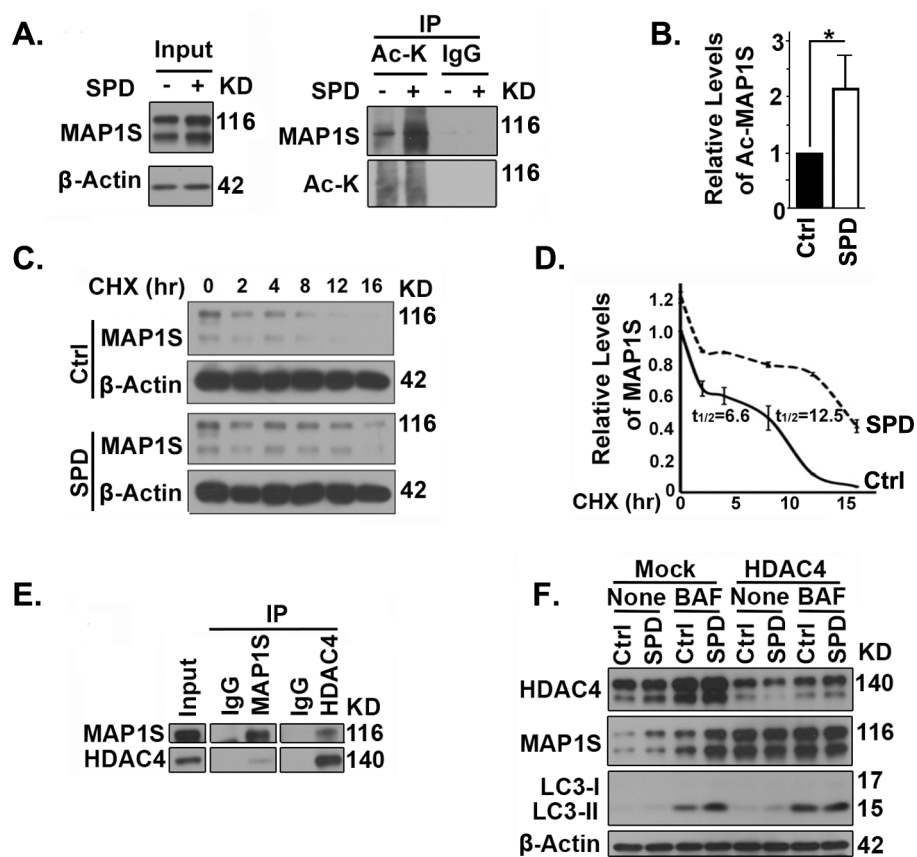 A.
Input
SPD - + KD
MAP1S 116
β-Actin 42
IP
Ac-K IgG
SPD - + - + KD
MAP1S 116
Ac-K 116
B.
Relative Levels
of Ac-MAP1S
3
2
1
0
*
Ctrl
SPD
C.
CHX (hr) 0 2 4 8 12 16 KD
Ctrl
MAP1S 116
β-Actin 42
SPD
MAP1S 116
β-Actin 42
D.
Relative Levels
of MAP1S
1.2
1.0
0.8
0.6
0.4
0.2
0
t1/2=6.6
t1/2=12.5
SPD
Ctrl
CHX (hr) 0 5 10 15
E.
IP
Input IgG MAP1S IgG HDAC4 KD
MAP1S 116
HDAC4 140
F.
Mock HDAC4
None BAF None BAF
Ctrl SPD Ctrl SPD Ctrl SPD Ctrl SPD KD
HDAC4 140
MAP1S 116
LC3-I 17
LC3-II 15
β-Actin 42